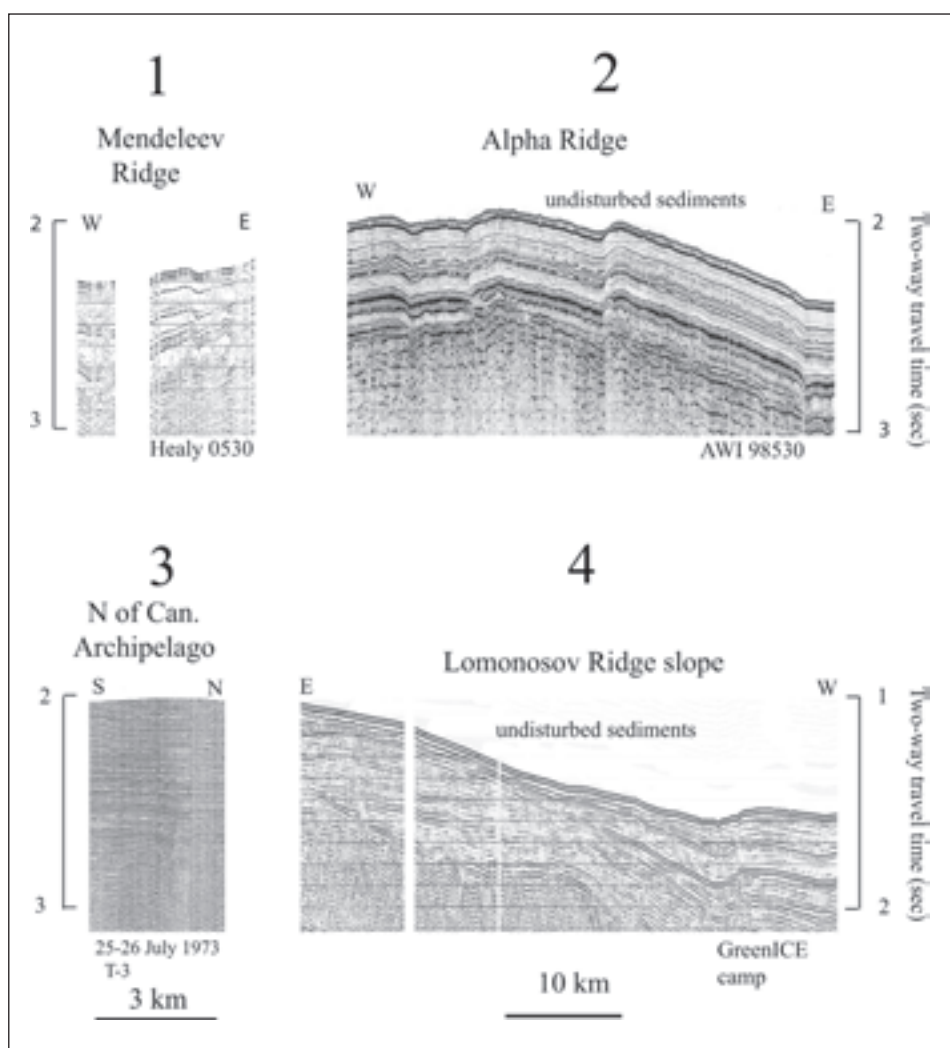 1
Mendeleev
Ridge
W
E
2
3
Healy 0530
2
Alpha Ridge
W
undisturbed sediments
E
2
3
Two-way travel time (sec)
AWI 98530
3
N of Can.
Archipelago
S
N
2
3
25-26 July 1973
T-3
3 km
4
Lomonosov Ridge slope
E
W
undisturbed sediments
1
2
Two-way travel time (sec)
GreenICE
camp
10 km